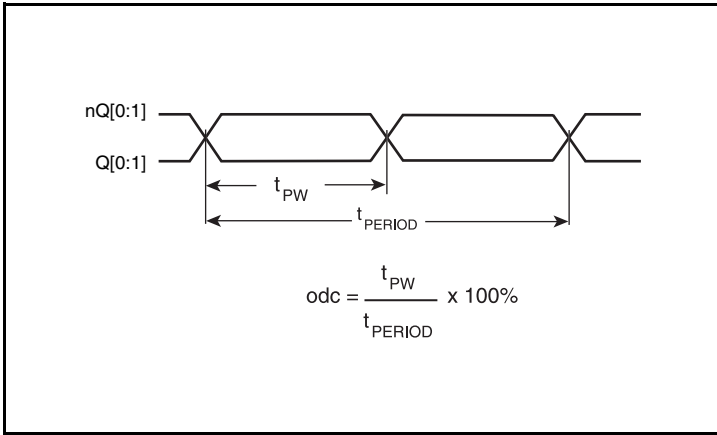 nQ[0:1]
Q[0:1]
tPW
tPERIOD
odc = tPW / tPERIOD x 100%